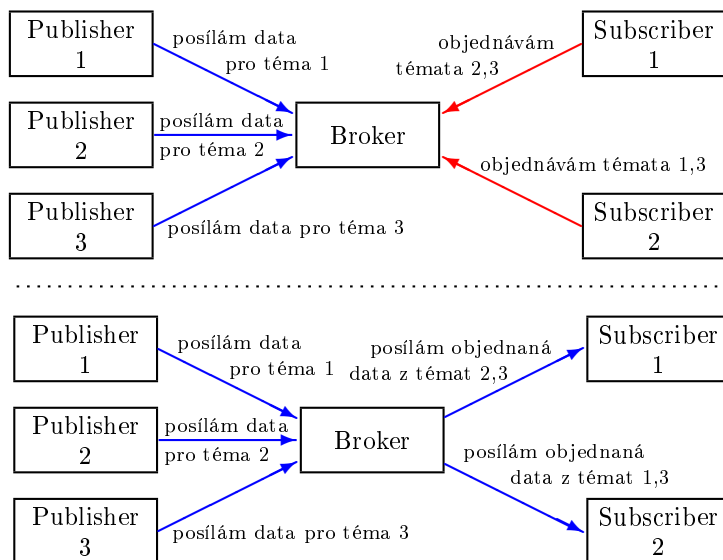 Publisher
1
posílám data
pro téma 1
objednávám
témata 2,3
Subscriber
1
Publisher
2
posílám data
pro téma 2
Broker
objednávám témata 1,3
Publisher
3
posílám data pro téma 3
Subscriber
2
Publisher
1
posílám data
pro téma 1
posílám objednaná
data z témat 2,3
Subscriber
1
Publisher
2
posílám data
pro téma 2
Broker
posílám objednaná
data z témat 1,3
Publisher
3
posílám data pro téma 3
Subscriber
2